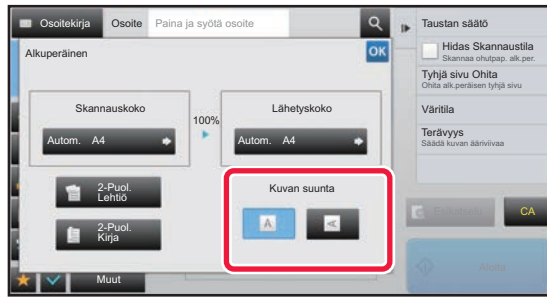 Osoitekirja
Osoite
Paina ja syötä osoite
Alkuperäinen
OK
Skannauskoko
Autom. A4
100%
Lähetyskoko
Autom. A4
2-Puol.
Lehtiö
2-Puol.
Kirja
Kuvan suunta
A
A
Muut
Taustan säätö
Hidas Skannaustila
Skannaa ohutpap. alk.per.
Tyhjä sivu Ohita
Ohita alk.peräisen tyhjä sivu
Väritila
Terävyys
Säädä kuvan ääriviivaa
Esikatselu
CA
Aloita